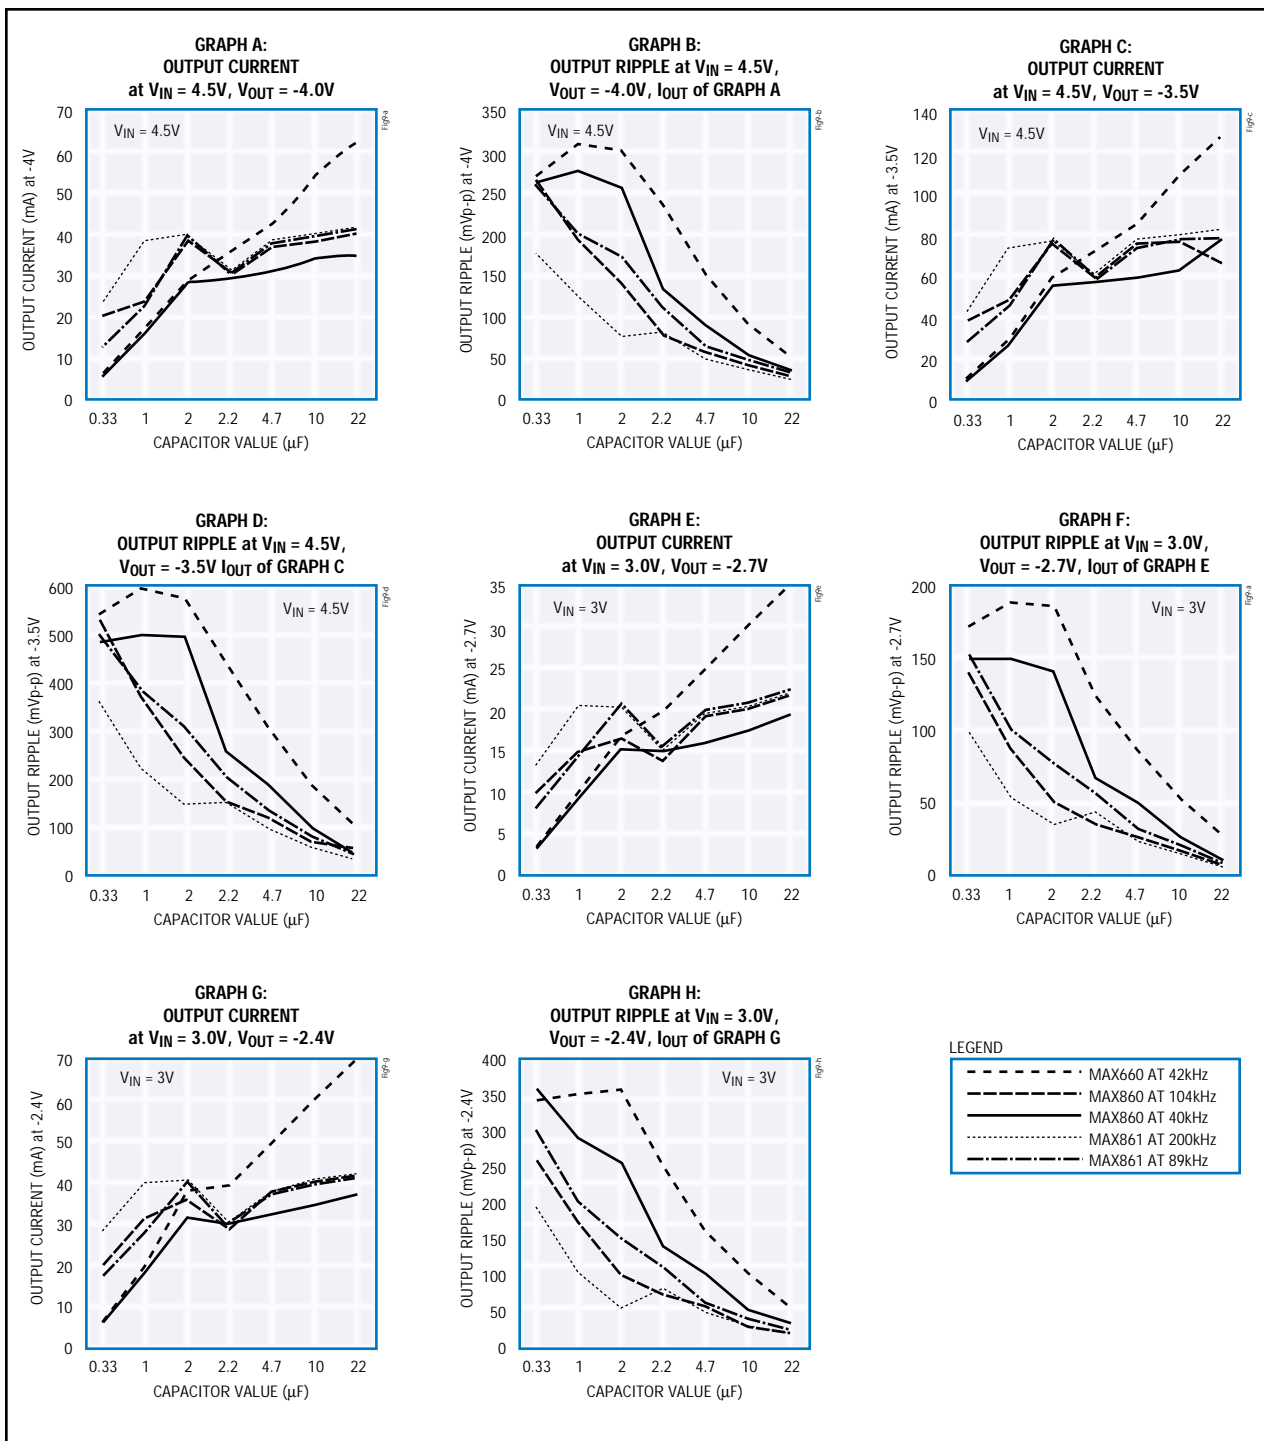 GRAPH A:
OUTPUT CURRENT
at VIN = 4.5V, VOUT = -4.0V
70
60
50
40
30
20
10
0
OUTPUT CURRENT (mA) at -4V
VIN = 4.5V
Fig9-a
0.33 1 2 2.2 4.7 10 22
CAPACITOR VALUE (µF)
GRAPH B:
OUTPUT RIPPLE at VIN = 4.5V,
VOUT = -4.0V, IOUT of GRAPH A
350
300
250
200
150
100
50
0
OUTPUT RIPPLE (mVp-p) at -4V
VIN = 4.5V
Fig9-b
0.33 1 2 2.2 4.7 10 22
CAPACITOR VALUE (µF)
GRAPH C:
OUTPUT CURRENT
at VIN = 4.5V, VOUT = -3.5V
140
120
100
80
60
40
20
0
OUTPUT CURRENT (mA) at -3.5V
VIN = 4.5V
Fig9-c
0.33 1 2 2.2 4.7 10 22
CAPACITOR VALUE (µF)
GRAPH D:
OUTPUT RIPPLE at VIN = 4.5V,
VOUT = -3.5V IOUT of GRAPH C
600
500
400
300
200
100
0
OUTPUT RIPPLE (mVp-p) at -3.5V
VIN = 4.5V
Fig9-d
0.33 1 2 2.2 4.7 10 22
CAPACITOR VALUE (µF)
GRAPH E:
OUTPUT CURRENT
at VIN = 3.0V, VOUT = -2.7V
35
30
25
20
15
10
5
0
OUTPUT CURRENT (mA) at -2.7V
VIN = 3V
Fig9e
0.33 1 2 2.2 4.7 10 22
CAPACITOR VALUE (µF)
GRAPH F:
OUTPUT RIPPLE at VIN = 3.0V,
VOUT = -2.7V, IOUT of GRAPH E
200
150
100
50
0
OUTPUT RIPPLE (mVp-p) at -2.7V
VIN = 3V
Fig9-a
0.33 1 2 2.2 4.7 10 22
CAPACITOR VALUE (µF)
GRAPH G:
OUTPUT CURRENT
at VIN = 3.0V, VOUT = -2.4V
70
60
50
40
30
20
10
0
OUTPUT CURRENT (mA) at -2.4V
VIN = 3V
Fig9-g
0.33 1 2 2.2 4.7 10 22
CAPACITOR VALUE (µF)
GRAPH H:
OUTPUT RIPPLE at VIN = 3.0V,
VOUT = -2.4V, IOUT of GRAPH G
400
350
300
250
200
150
100
50
0
OUTPUT RIPPLE (mVp-p) at -2.4V
VIN = 3V
Fig9-h
0.33 1 2 2.2 4.7 10 22
CAPACITOR VALUE (µF)
LEGEND
MAX660 AT 42kHz
MAX860 AT 104kHz
MAX860 AT 40kHz
MAX861 AT 200kHz
MAX861 AT 89kHz